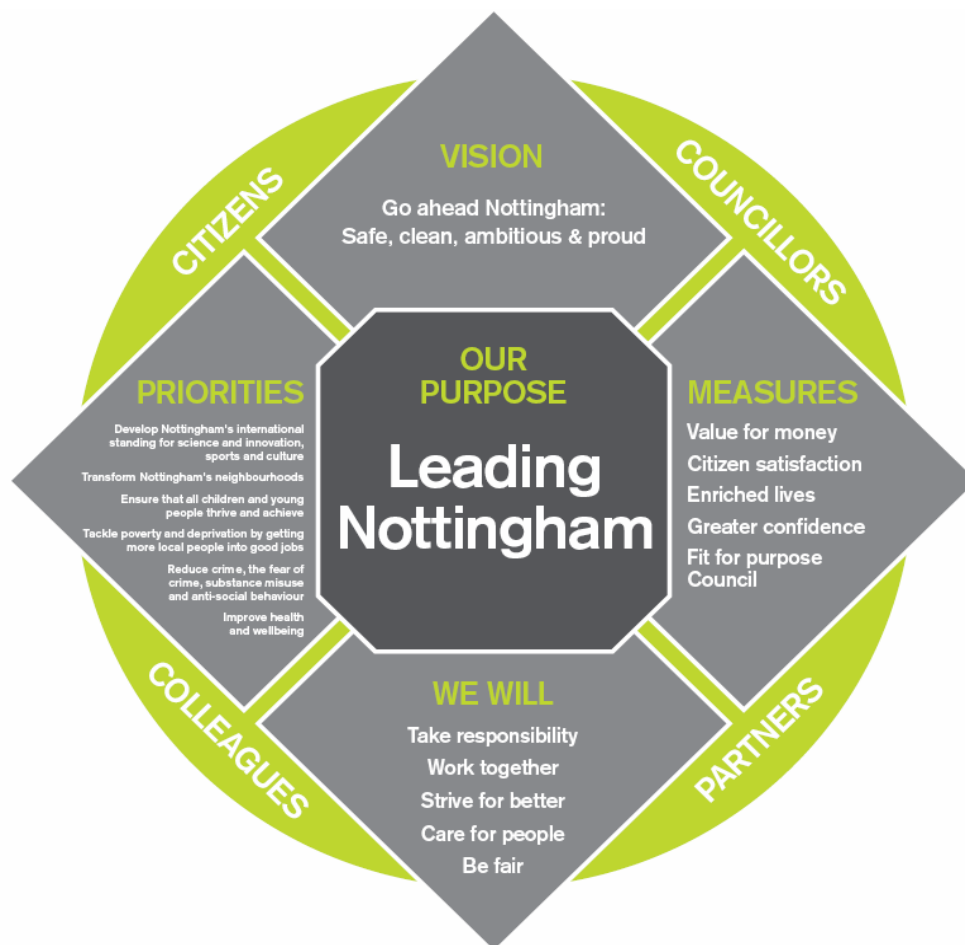 CITIZENS
COUNCILLORS
VISION
Go ahead Nottingham:
Safe, clean, ambitious & proud
PRIORITIES
Develop Nottingham's international
standing for science and innovation,
sports and culture
Transform Nottingham's neighbourhoods
Ensure that all children and young
people thrive and achieve
Tackle poverty and deprivation by getting
more local people into good jobs
Reduce crime, the fear of
crime, substance misuse
and anti-social behaviour
Improve health
and wellbeing
OUR
PURPOSE
Leading
Nottingham
MEASURES
Value for money
Citizen satisfaction
Enriched lives
Greater confidence
Fit for purpose
Council
WE WILL
Take responsibility
Work together
Strive for better
Care for people
Be fair
COLLEAGUES
PARTNERS